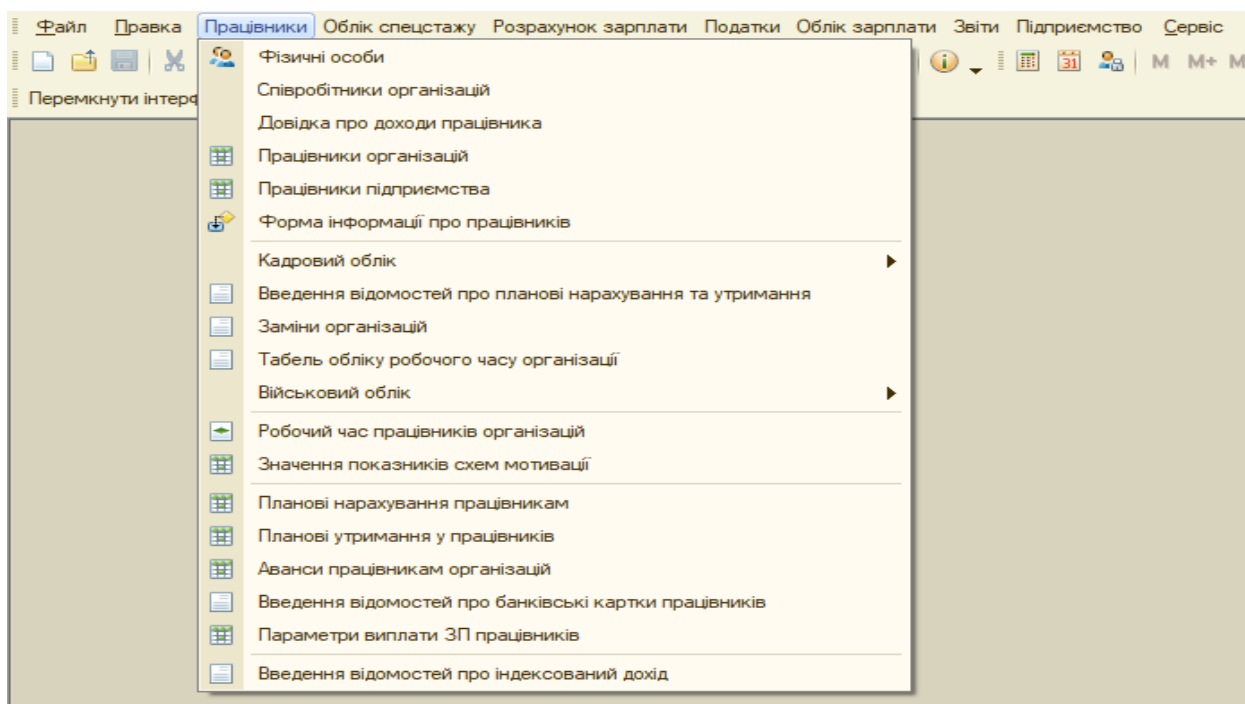 Файл Правка Працівники Облік спецстажу Розрахунок зарплати Податки Облік зарплати Звіти Підприємство Сервіс
31 M M+ M
Перемкнути
Фізичні особи
Співробітники організацій
Довідка про доходи працівника
Працівники організацій
Працівники підприємства
Форма інформації про працівників
Кадровий облік
Введення відомостей про планові нарахування та утримання
Заміни організацій
Табель обліку робочого часу організації
Військовий облік
Робочий час працівників організацій
Значення показників схем мотивації
Планові нарахування працівникам
Планові утримання у працівників
Аванси працівникам організацій
Введення відомостей про банківські картки працівників
Параметри виплати ЗП працівників
Введення відомостей про індексований дохід